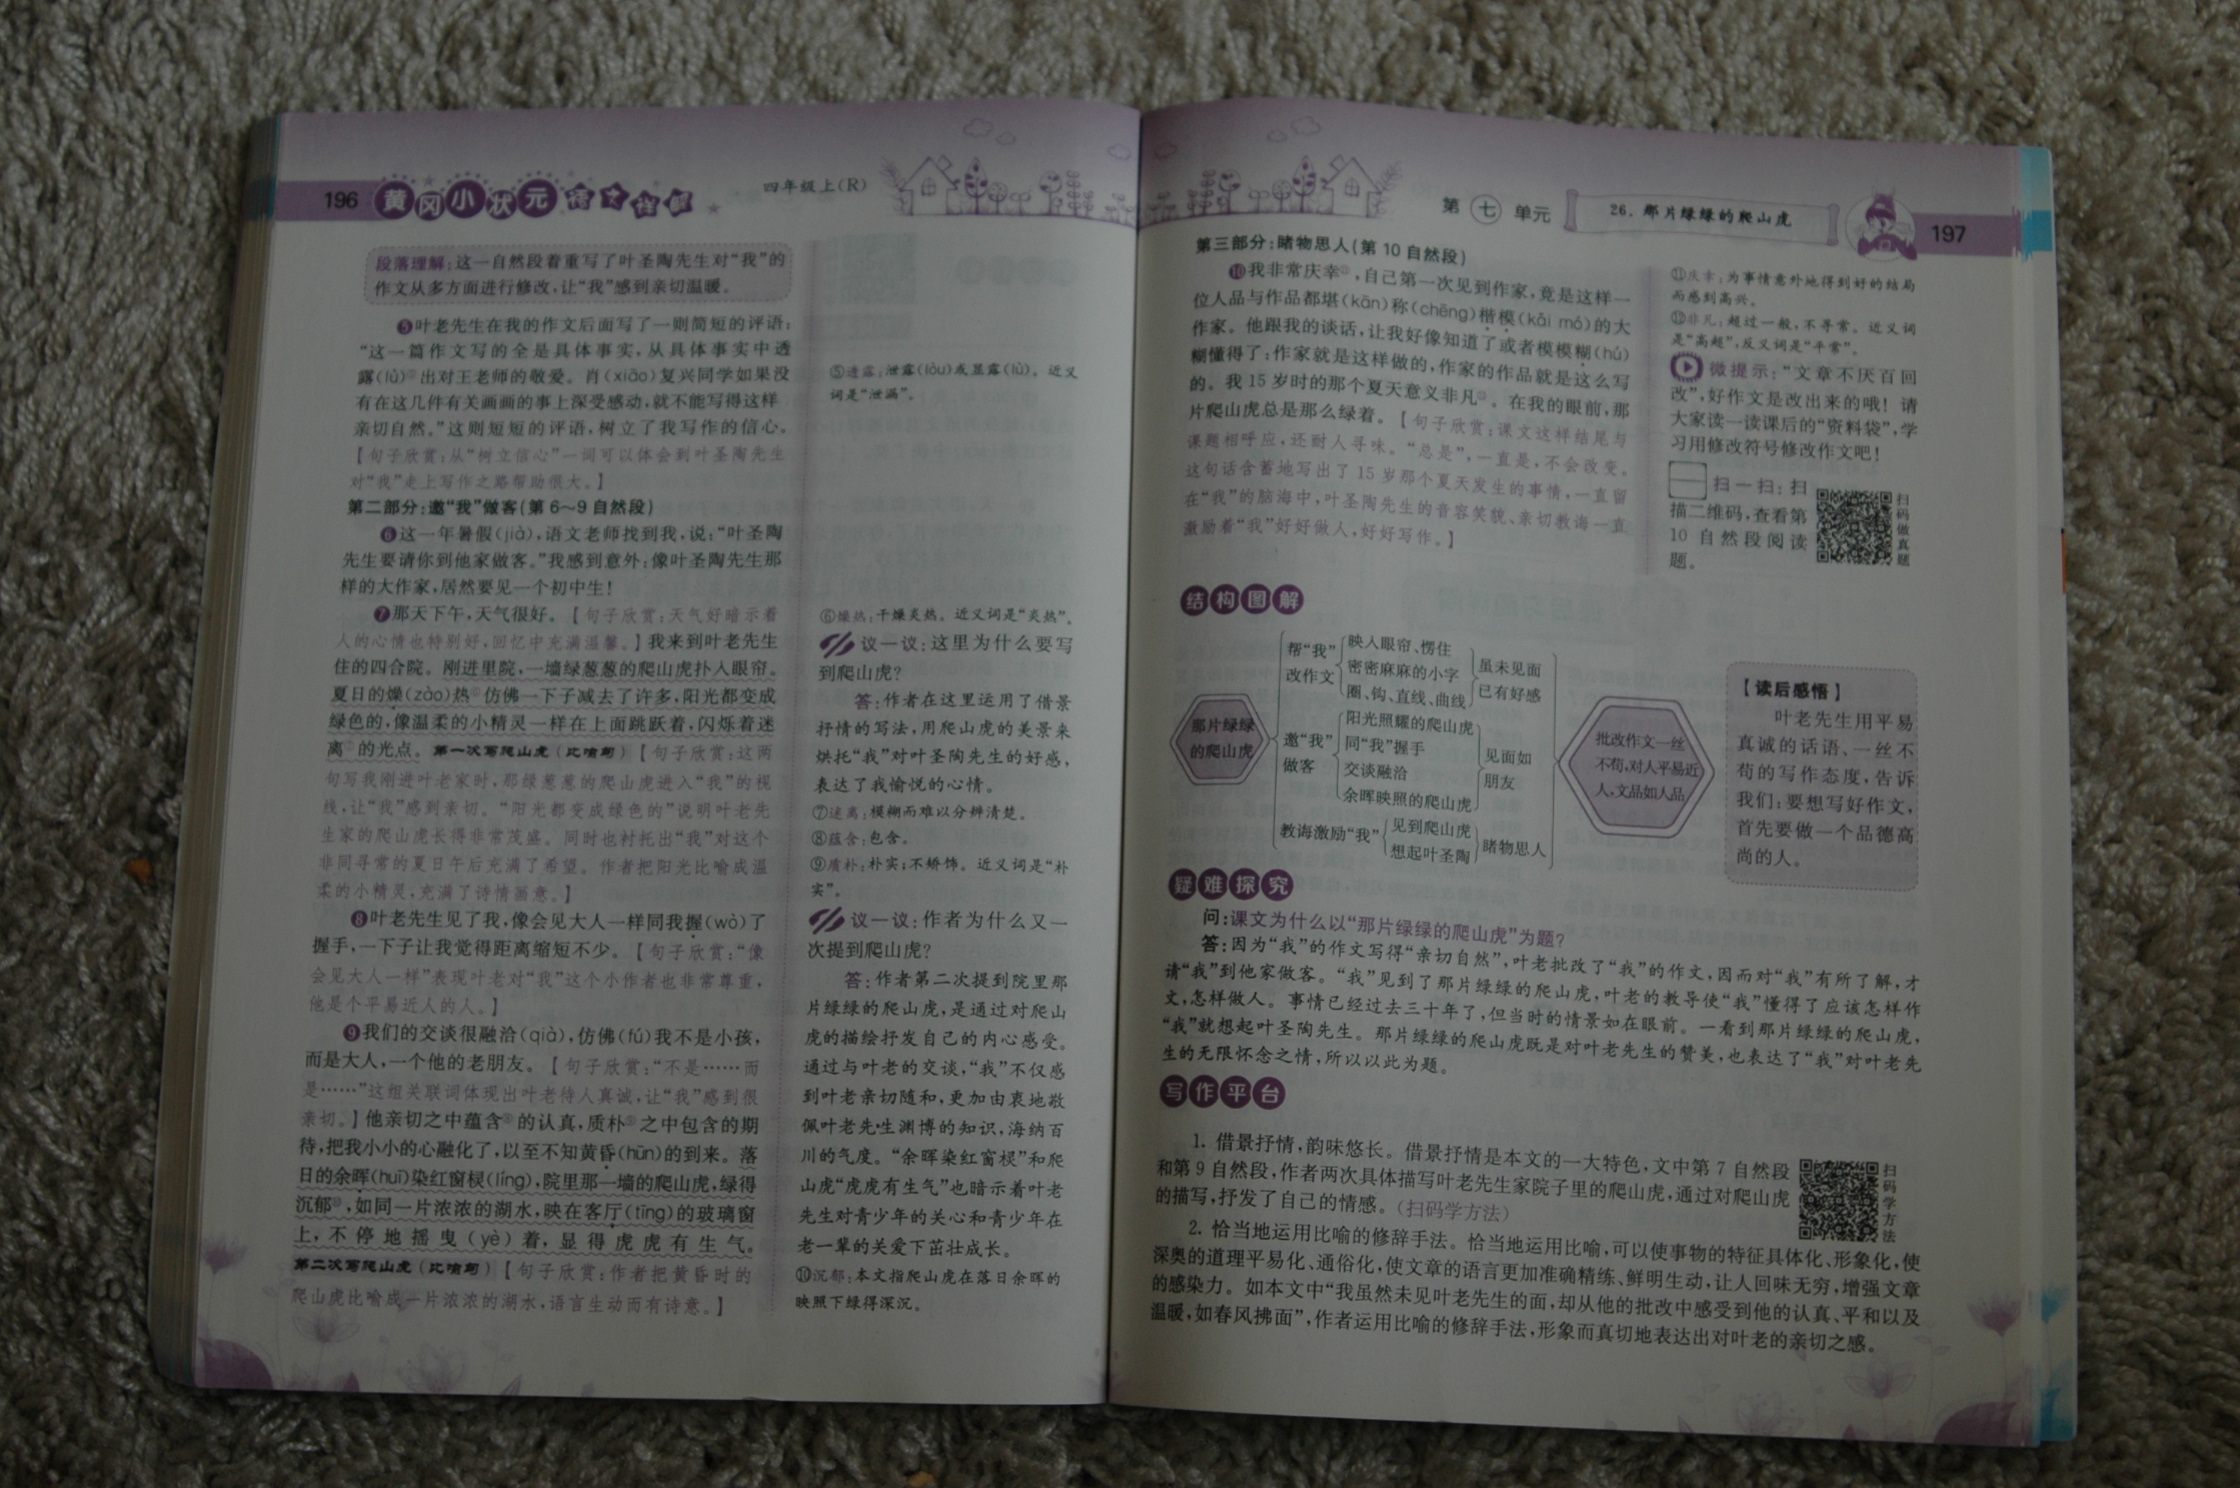 196 黄冈小状元 语文详解 四年级上(R)
段落理解:这一自然段着重写了叶圣陶先生对“我”的
作文从多方面进行修改,让“我”感到亲切温暖。
❺叶老先生在我的作文后面写了一则简短的评语:
“这一篇作文写的全是具体事实,从具体事实中透
露(lù)⑤出对王老师的敬爱。肖(xiāo)复兴同学如果没
有在这几件有关画画的事上深受感动,就不能写得这样
亲切自然。”这则短短的评语,树立了我写作的信心。
【句子欣赏:从“树立信心”一词可以体会到叶圣陶先生
对“我”走上写作之路帮助很大。】
第二部分:邀“我”做客(第6~9自然段)
❻这一年暑假(jià),语文老师找到我,说:“叶圣陶
先生要请你到他家做客。”我感到意外:像叶圣陶先生那
样的大作家,居然要见一个初中生!
❼那天下午,天气很好。【句子欣赏:天气好暗示着
人的心情也特别好,回忆中充满温馨。】我来到叶老先生
住的四合院。刚进里院,一墙绿葱葱的爬山虎扑入眼帘。
夏日的燥(zào)热⑥仿佛一下子减去了许多,阳光都变成
绿色的,像温柔的小精灵一样在上面跳跃着,闪烁着迷
离⑦的光点。第一次写爬山虎(比喻句)【句子欣赏:这两
句写我刚进叶老家时,那绿葱葱的爬山虎进入“我”的视
线,让“我”感到亲切。“阳光都变成绿色的”说明叶老先
生家的爬山虎长得非常茂盛。同时也衬托出“我”对这个
非同寻常的夏日午后充满了希望。作者把阳光比喻成温
柔的小精灵,充满了诗情画意。】
❽叶老先生见了我,像会见大人一样同我握(wò)了
握手,一下子让我觉得距离缩短不少。【句子欣赏:“像
会见大人一样”表现叶老对“我”这个小作者也非常尊重,
他是个平易近人的人。】
❾我们的交谈很融洽(qià),仿佛(fú)我不是小孩,
而是大人,一个他的老朋友。【句子欣赏:“不是……而
是……”这组关联词体现出叶老待人真诚,让“我”感到很
亲切。】他亲切之中蕴含⑧的认真,质朴⑨之中包含的期
待,把我小小的心融化了,以至不知黄昏(hūn)的到来。落
日的余晖(huī)染红窗棂(líng),院里那一墙的爬山虎,绿得
沉郁⑩,如同一片浓浓的湖水,映在客厅(tīng)的玻璃窗
上,不停地摇曳(yè)着,显得虎虎有生气。
第二次写爬山虎(比喻句)【句子欣赏:作者把黄昏时的
爬山虎比喻成一片浓浓的湖水,语言生动而有诗意。】
⑤透露:泄露(lòu)或显露(lù)。近义
词是“泄漏”。
⑥燥热:干燥炎热。近义词是“炎热”。
议一议:这里为什么要写
到爬山虎?
答:作者在这里运用了借景
抒情的写法,用爬山虎的美景来
烘托“我”对叶圣陶先生的好感,
表达了我愉悦的心情。
⑦迷离:模糊而难以分辨清楚。
⑧蕴含:包含。
⑨质朴:朴实;不矫饰。近义词是“朴
实”。
议一议:作者为什么又一
次提到爬山虎?
答:作者第二次提到院里那
片绿绿的爬山虎,是通过对爬山
虎的描绘抒发自己的内心感受。
通过与叶老的交谈,“我”不仅感
到叶老亲切随和,更加由衷地敬
佩叶老先生渊博的知识,海纳百
川的气度。“余晖染红窗棂”和爬
山虎“虎虎有生气”也暗示着叶老
先生对青少年的关心和青少年在
老一辈的关爱下茁壮成长。
⑩沉郁:本文指爬山虎在落日余晖的
映照下绿得深沉。
第七单元 26. 那片绿绿的爬山虎 197
第三部分:睹物思人(第10自然段)
❿我非常庆幸⑪,自己第一次见到作家,竟是这样一
位人品与作品都堪(kān)称(chēng)楷模(kǎi mó)的大
作家。他跟我的谈话,让我好像知道了或者模模糊(hú)
糊懂得了:作家就是这样做的,作家的作品就是这么写
的。我15岁时的那个夏天意义非凡⑫。在我的眼前,那
片爬山虎总是那么绿着。【句子欣赏:课文这样结尾与
课题相呼应,还耐人寻味。“总是”,一直是,不会改变。
这句话含蓄地写出了15岁那个夏天发生的事情,一直留
在“我”的脑海中,叶圣陶先生的音容笑貌、亲切教诲一直
激励着“我”好好做人,好好写作。】
⑪庆幸:为事情意外地得到好的结局
而感到高兴。
⑫非凡:超过一般,不寻常。近义词
是“高超”,反义词是“平常”。
微提示:“文章不厌百回
改”,好作文是改出来的哦!请
大家读一读课后的“资料袋”,学
习用修改符号修改作文吧!
扫一扫:扫
描二维码,查看第
10自然段阅读
题。
扫码做真题
结构图解
那片绿绿
的爬山虎
帮“我”
改作文
映入眼帘、愣住
密密麻麻的小字
圈、钩、直线、曲线
虽未见面
已有好感
邀“我”
做客
阳光照耀的爬山虎
同“我”握手
交谈融洽
余晖映照的爬山虎
见面如
朋友
教诲激励“我”
见到爬山虎
想起叶圣陶
睹物思人
批改作文一丝
不苟,对人平易近
人,文品如人品
【读后感悟】
叶老先生用平易
真诚的话语、一丝不
苟的写作态度,告诉
我们:要想写好作文,
首先要做一个品德高
尚的人。
疑难探究
问:课文为什么以“那片绿绿的爬山虎”为题?
答:因为“我”的作文写得“亲切自然”,叶老批改了“我”的作文,因而对“我”有所了解,才
请“我”到他家做客。“我”见到了那片绿绿的爬山虎,叶老的教导使“我”懂得了应该怎样作
文,怎样做人。事情已经过去三十年了,但当时的情景如在眼前。一看到那片绿绿的爬山虎,
“我”就想起叶圣陶先生。那片绿绿的爬山虎既是对叶老先生的赞美,也表达了“我”对叶老先
生的无限怀念之情,所以以此为题。
写作平台
1. 借景抒情,韵味悠长。借景抒情是本文的一大特色,文中第7自然段
和第9自然段,作者两次具体描写叶老先生家院子里的爬山虎,通过对爬山虎
的描写,抒发了自己的情感。(扫码学方法)
扫码学方法
2. 恰当地运用比喻的修辞手法。恰当地运用比喻,可以使事物的特征具体化、形象化,使
深奥的道理平易化、通俗化,使文章的语言更加准确精练、鲜明生动,让人回味无穷,增强文章
的感染力。如本文中“我虽然未见叶老先生的面,却从他的批改中感受到他的认真、平和以及
温暖,如春风拂面”,作者运用比喻的修辞手法,形象而真切地表达出对叶老的亲切之感。